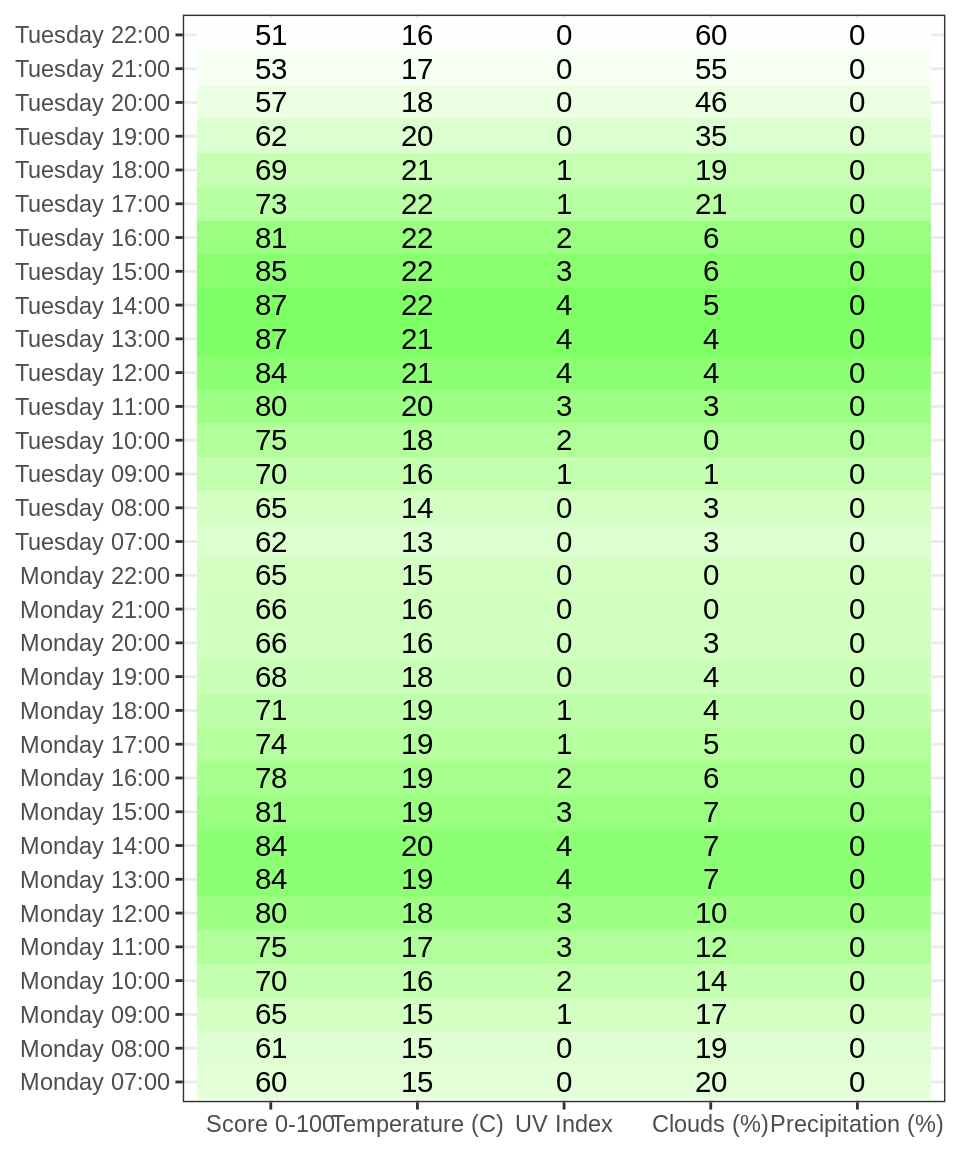 Tuesday 22:00 51 16 0 60 0
Tuesday 21:00 53 17 0 55 0
Tuesday 20:00 57 18 0 46 0
Tuesday 19:00 62 20 0 35 0
Tuesday 18:00 69 21 1 19 0
Tuesday 17:00 73 22 1 21 0
Tuesday 16:00 81 22 2 6 0
Tuesday 15:00 85 22 3 6 0
Tuesday 14:00 87 22 4 5 0
Tuesday 13:00 87 21 4 4 0
Tuesday 12:00 84 21 4 4 0
Tuesday 11:00 80 20 3 3 0
Tuesday 10:00 75 18 2 0 0
Tuesday 09:00 70 16 1 1 0
Tuesday 08:00 65 14 0 3 0
Tuesday 07:00 62 13 0 3 0
Monday 22:00 65 15 0 0 0
Monday 21:00 66 16 0 0 0
Monday 20:00 66 16 0 3 0
Monday 19:00 68 18 0 4 0
Monday 18:00 71 19 1 4 0
Monday 17:00 74 19 1 5 0
Monday 16:00 78 19 2 6 0
Monday 15:00 81 19 3 7 0
Monday 14:00 84 20 4 7 0
Monday 13:00 84 19 4 7 0
Monday 12:00 80 18 3 10 0
Monday 11:00 75 17 3 12 0
Monday 10:00 70 16 2 14 0
Monday 09:00 65 15 1 17 0
Monday 08:00 61 15 0 19 0
Monday 07:00 60 15 0 20 0
Score 0-100 Temperature (C) UV Index Clouds (%) Precipitation (%)